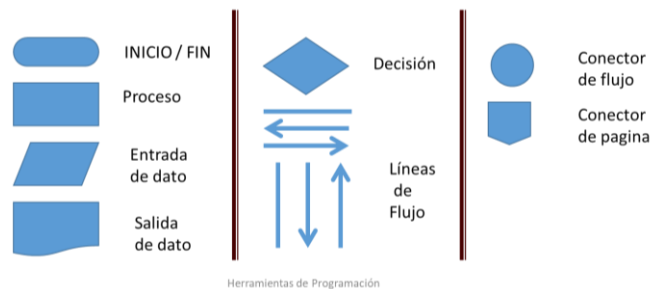 INICIO / FIN
Proceso
Entrada
de dato
Salida
de dato
Decisión
Líneas
de
Flujo
Conector
de flujo
Conector
de pagina
Herramientas de Programación